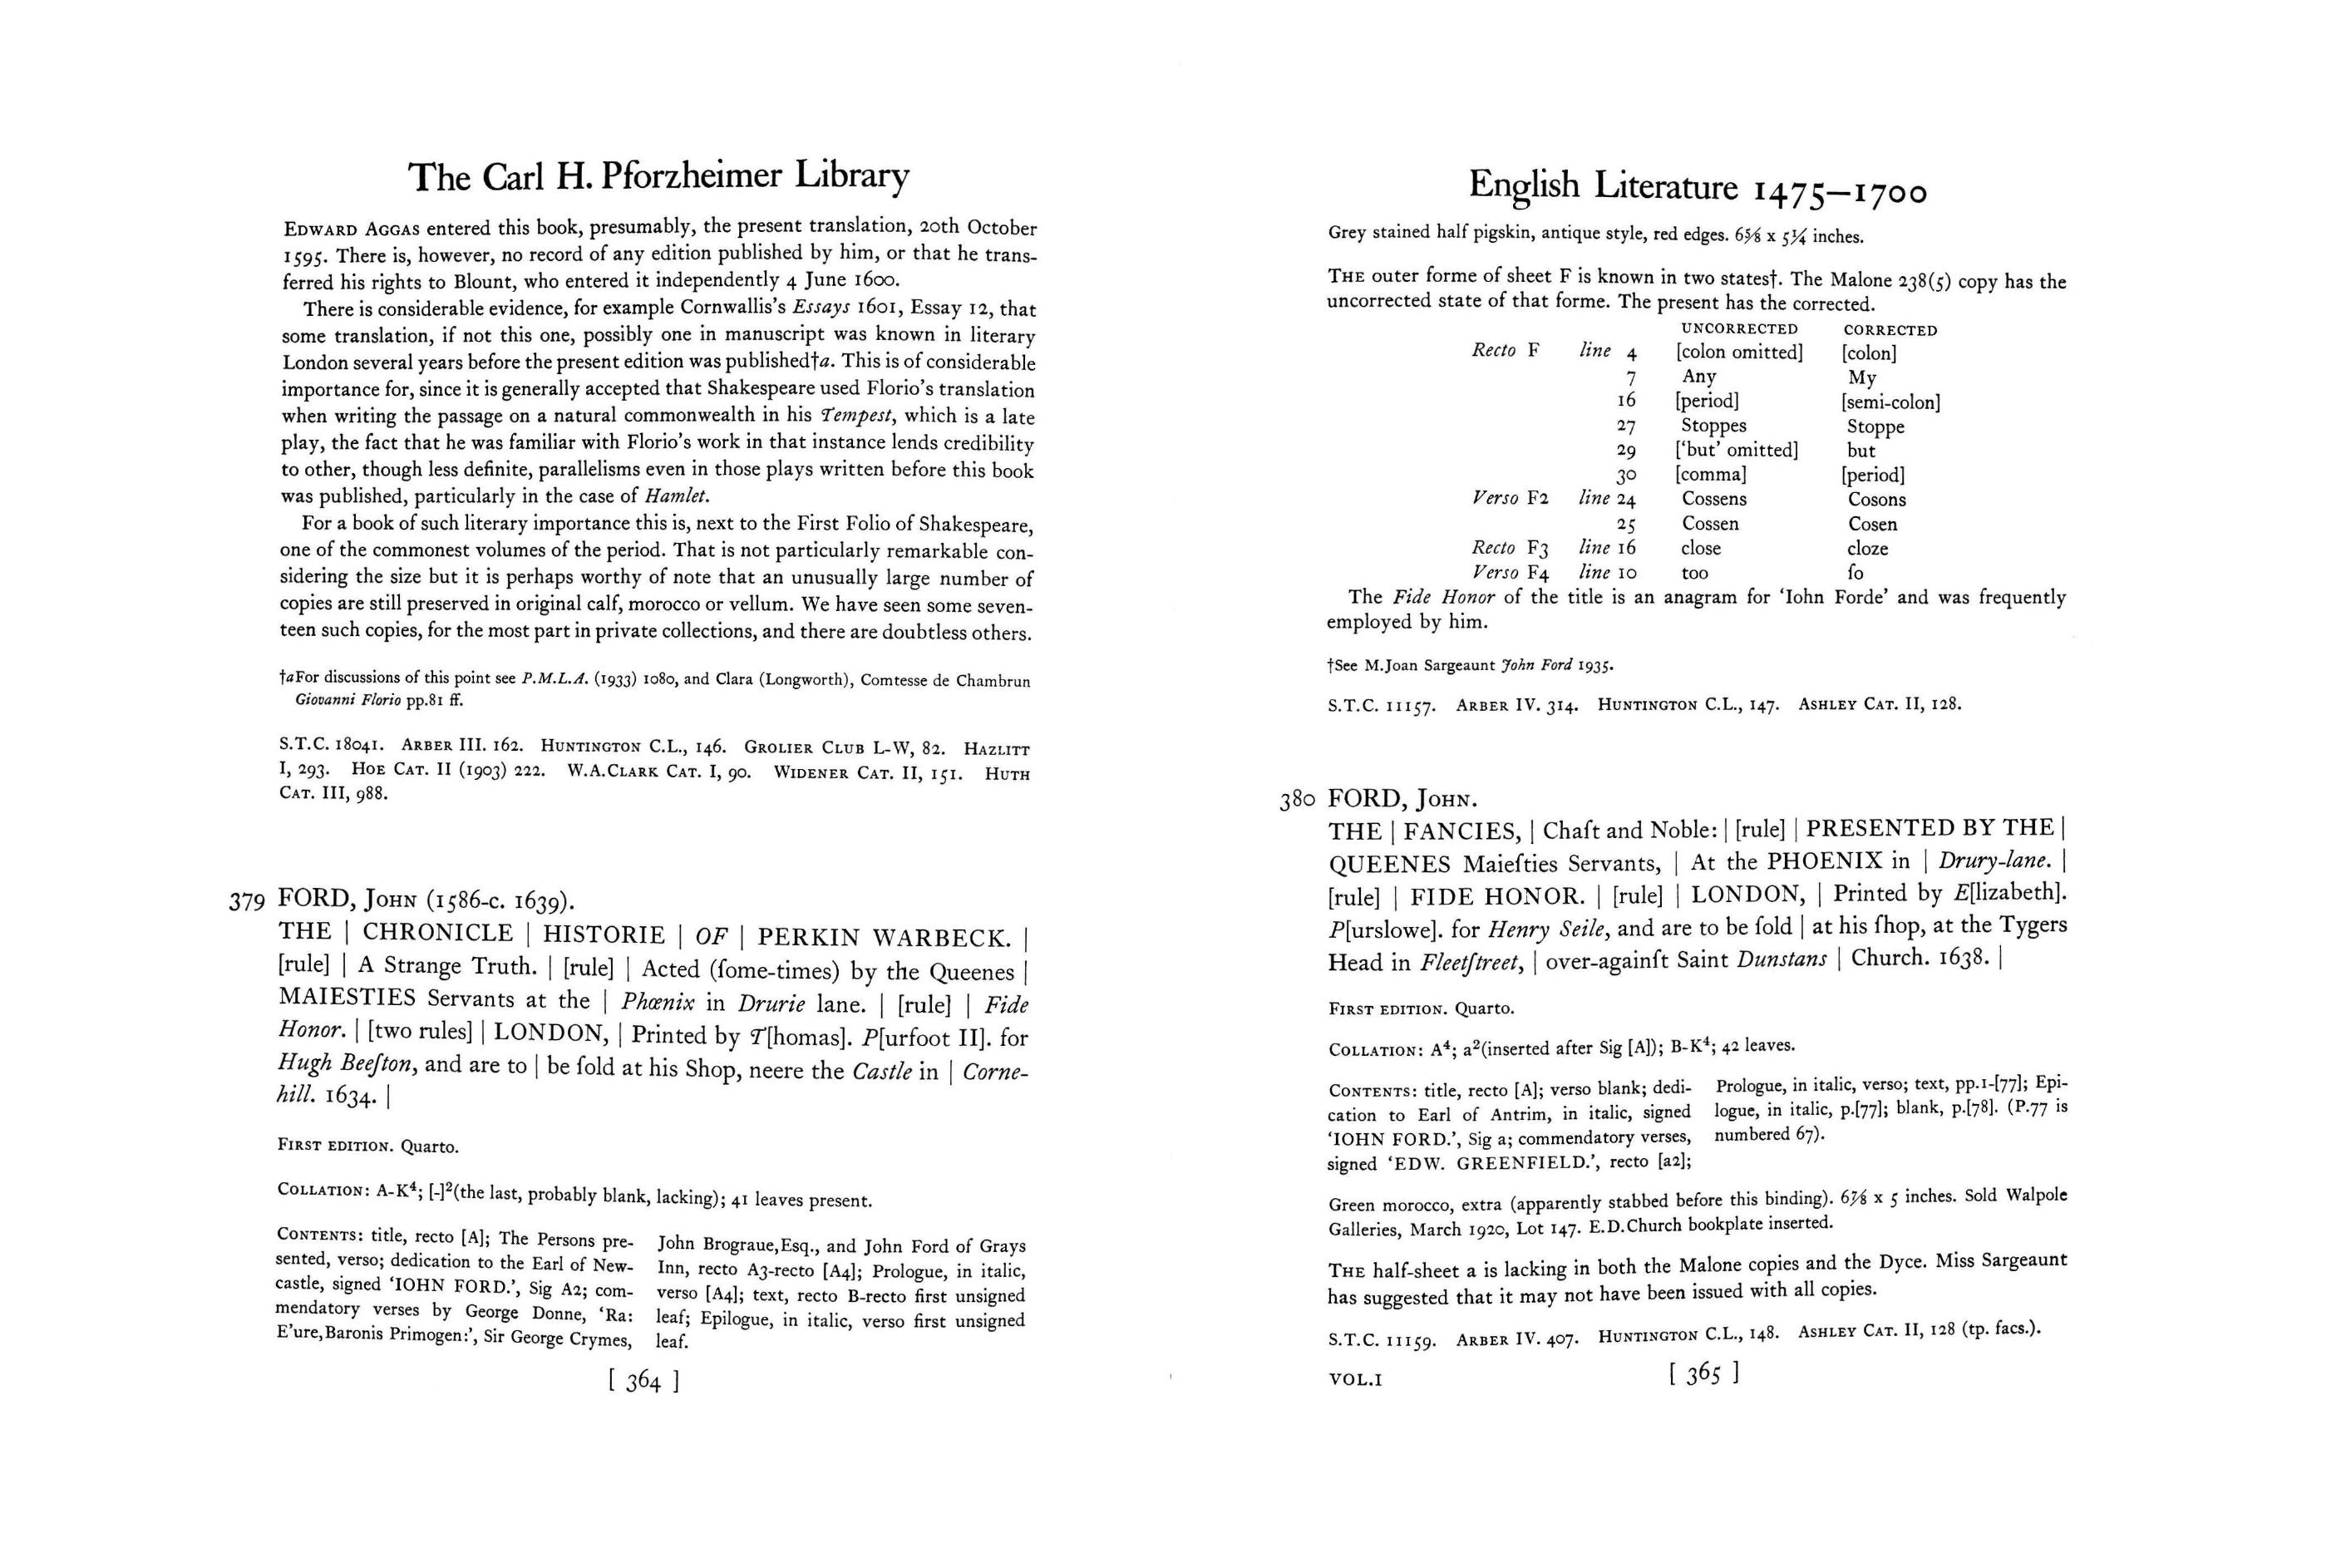 The Carl H. Pforzheimer Library
EDWARD AGGAS entered this book, presumably, the present translation, 20th October
1595. There is, however, no record of any edition published by him, or that he trans-
ferred his rights to Blount, who entered it independently 4 June 1600.
There is considerable evidence, for example Cornwallis's Essays 1601, Essay 12, that
some translation, if not this one, possibly one in manuscript was known in literary
London several years before the present edition was published†a. This is of considerable
importance for, since it is generally accepted that Shakespeare used Florio's translation
when writing the passage on a natural commonwealth in his Tempest, which is a late
play, the fact that he was familiar with Florio's work in that instance lends credibility
to other, though less definite, parallelisms even in those plays written before this book
was published, particularly in the case of Hamlet.
For a book of such literary importance this is, next to the First Folio of Shakespeare,
one of the commonest volumes of the period. That is not particularly remarkable con-
sidering the size but it is perhaps worthy of note that an unusually large number of
copies are still preserved in original calf, morocco or vellum. We have seen some seven-
teen such copies, for the most part in private collections, and there are doubtless others.
†aFor discussions of this point see P.M.L.A. (1933) 1080, and Clara (Longworth), Comtesse de Chambrun
Giovanni Florio pp.81 ff.
S.T.C. 18041. ARBER III. 162. HUNTINGTON C.L., 146. GROLIER CLUB L-W, 82. HAZLITT
I, 293. HOE CAT. II (1903) 222. W.A.CLARK CAT. I, 90. WIDENER CAT. II, 151. HUTH
CAT. III, 988.
379 FORD, JOHN (1586-c. 1639).
THE | CHRONICLE | HISTORIE | OF | PERKIN WARBECK. |
[rule] | A Strange Truth. | [rule] | Acted (ſome-times) by the Queenes |
MAIESTIES Servants at the | Phœnix in Drurie lane. | [rule] | Fide
Honor. | [two rules] | LONDON, | Printed by T[homas]. P[urfoot II]. for
Hugh Beeſton, and are to | be ſold at his Shop, neere the Castle in | Corne-
hill. 1634. |
FIRST EDITION. Quarto.
COLLATION: A-K⁴; [-]²(the last, probably blank, lacking); 41 leaves present.
CONTENTS: title, recto [A]; The Persons pre-
sented, verso; dedication to the Earl of New-
castle, signed 'IOHN FORD.', Sig A2; com-
mendatory verses by George Donne, 'Ra:
E'ure,Baronis Primogen:', Sir George Crymes,
John Brograue,Esq., and John Ford of Grays
Inn, recto A3-recto [A4]; Prologue, in italic,
verso [A4]; text, recto B-recto first unsigned
leaf; Epilogue, in italic, verso first unsigned
leaf.
[ 364 ]
English Literature 1475–1700
Grey stained half pigskin, antique style, red edges. 6⅝ x 5¼ inches.
THE outer forme of sheet F is known in two states†. The Malone 238(5) copy has the
uncorrected state of that forme. The present has the corrected.
UNCORRECTED CORRECTED
Recto F line 4 [colon omitted] [colon]
7 Any My
16 [period] [semi-colon]
27 Stoppes Stoppe
29 ['but' omitted] but
30 [comma] [period]
Verso F2 line 24 Cossens Cosons
25 Cossen Cosen
Recto F3 line 16 close cloze
Verso F4 line 10 too ſo
The Fide Honor of the title is an anagram for 'Iohn Forde' and was frequently
employed by him.
†See M.Joan Sargeaunt John Ford 1935.
S.T.C. 11157. ARBER IV. 314. HUNTINGTON C.L., 147. ASHLEY CAT. II, 128.
380 FORD, JOHN.
THE | FANCIES, | Chaſt and Noble: | [rule] | PRESENTED BY THE |
QUEENES Maieſties Servants, | At the PHOENIX in | Drury-lane. |
[rule] | FIDE HONOR. | [rule] | LONDON, | Printed by E[lizabeth].
P[urslowe]. for Henry Seile, and are to be ſold | at his ſhop, at the Tygers
Head in Fleetſtreet, | over-againſt Saint Dunstans | Church. 1638. |
FIRST EDITION. Quarto.
COLLATION: A⁴; a²(inserted after Sig [A]); B-K⁴; 42 leaves.
CONTENTS: title, recto [A]; verso blank; dedi-
cation to Earl of Antrim, in italic, signed
'IOHN FORD.', Sig a; commendatory verses,
signed 'EDW. GREENFIELD.', recto [a2];
Prologue, in italic, verso; text, pp.1-[77]; Epi-
logue, in italic, p.[77]; blank, p.[78]. (P.77 is
numbered 67).
Green morocco, extra (apparently stabbed before this binding). 6⅞ x 5 inches. Sold Walpole
Galleries, March 1920, Lot 147. E.D.Church bookplate inserted.
THE half-sheet a is lacking in both the Malone copies and the Dyce. Miss Sargeaunt
has suggested that it may not have been issued with all copies.
S.T.C. 11159. ARBER IV. 407. HUNTINGTON C.L., 148. ASHLEY CAT. II, 128 (tp. facs.).
VOL.I [ 365 ]